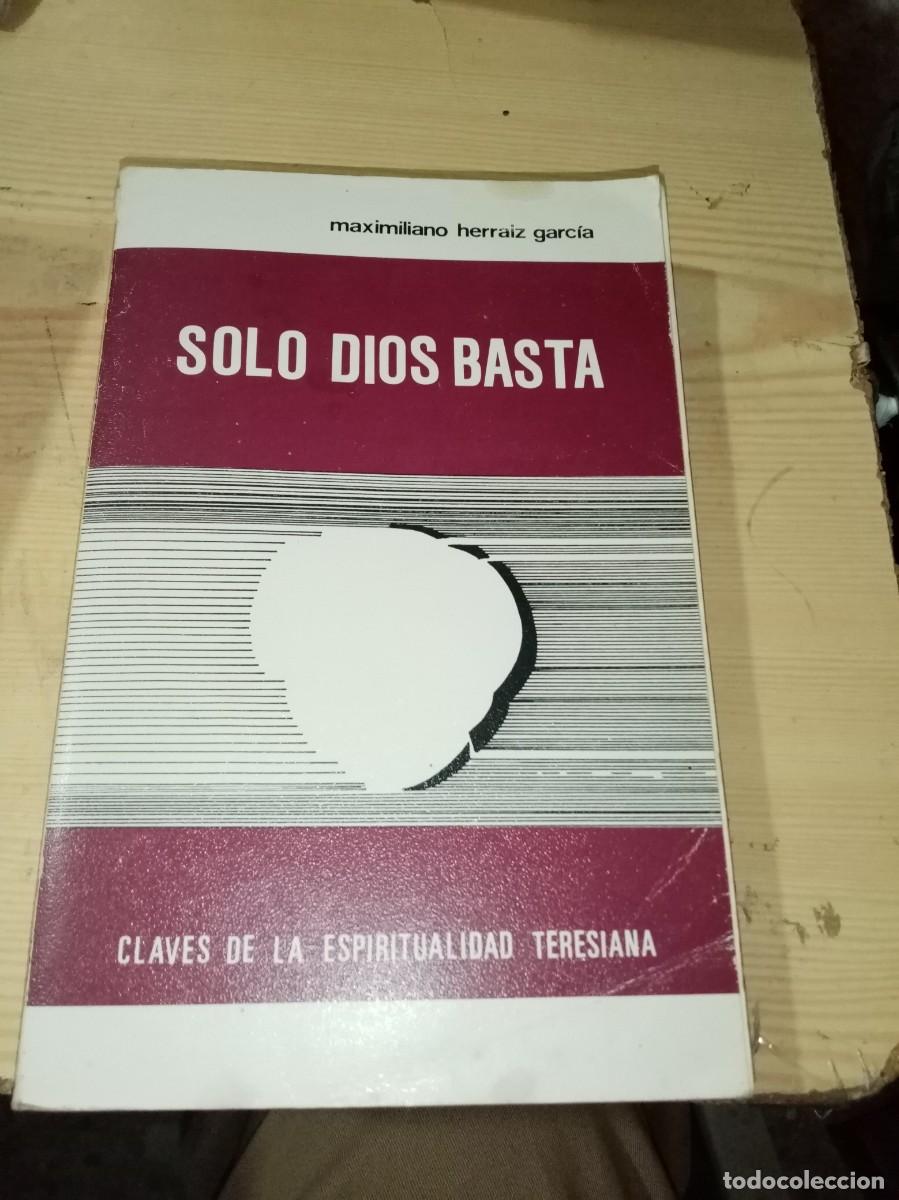 maximiliano herraiz garcía
SOLO DIOS BASTA
CLAVES DE LA ESPIRITUALIDAD TERESIANA
todocoleccion